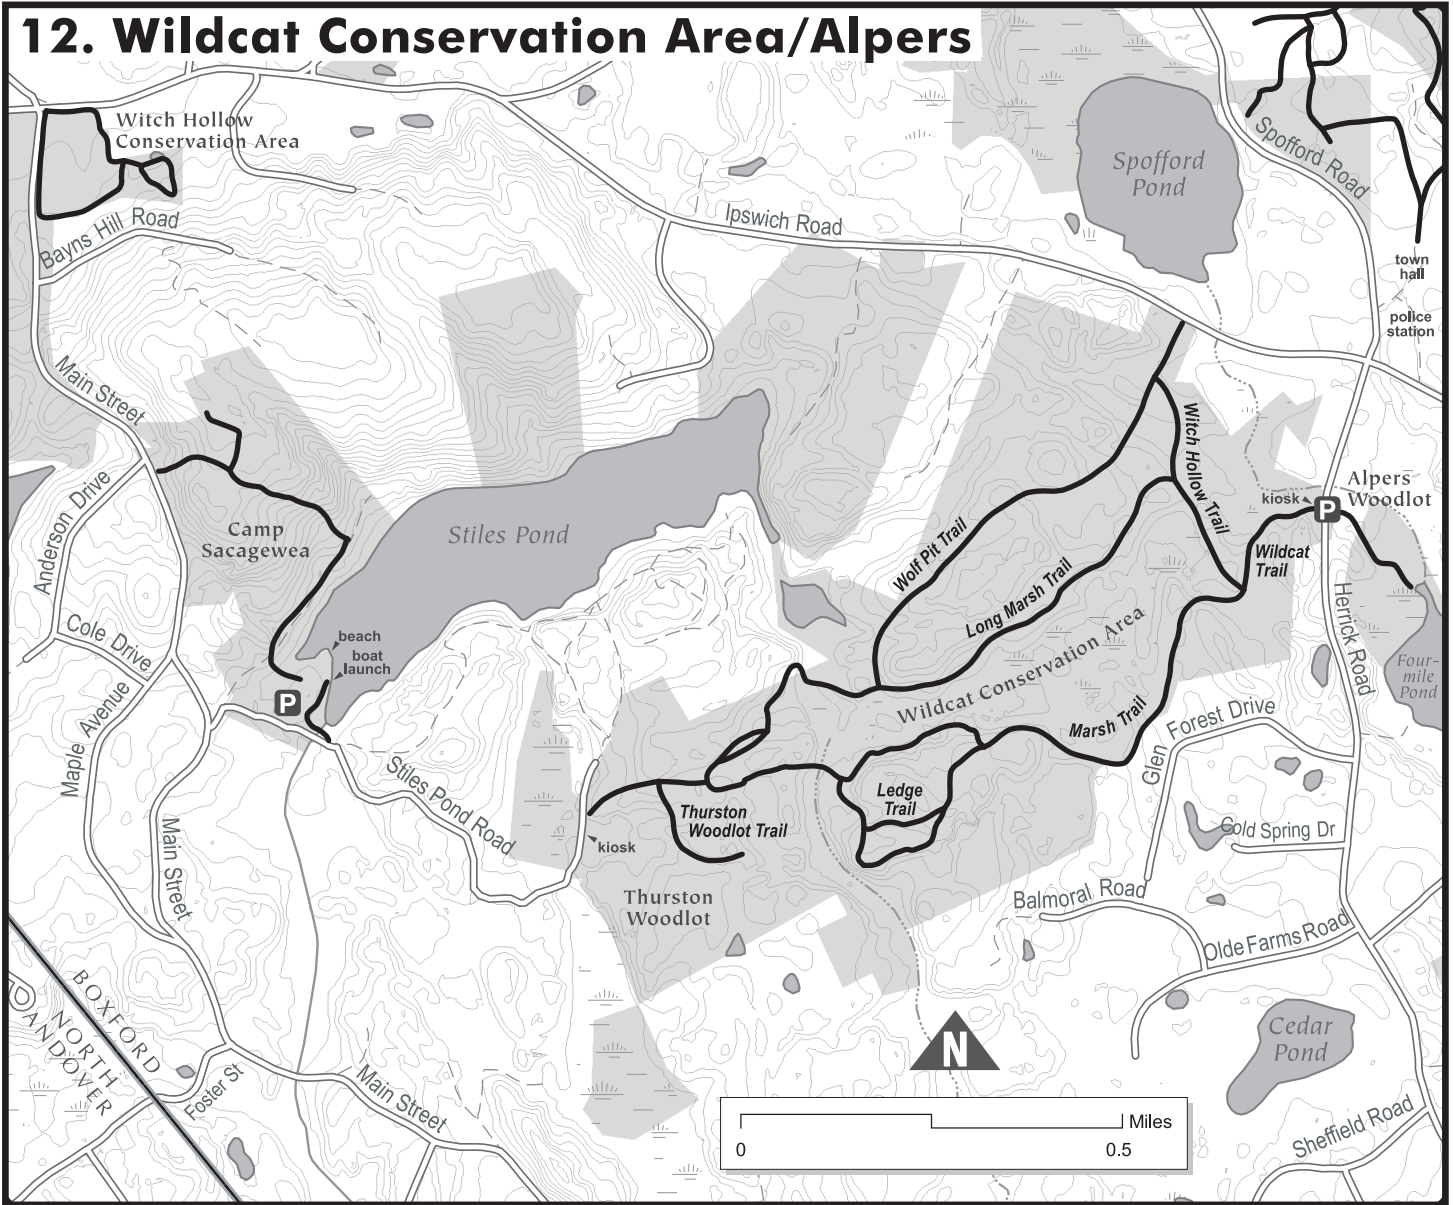 12. Wildcat Conservation Area/Alpers
Witch Hollow
Conservation Area
Bayns Hill Road
Ipswich Road
Spofford
Pond
Spofford Road
town
hall
police
station
Main Street
Anderson Drive
Camp
Sacagewea
Stiles Pond
Witch Hollow Trail
Wolf Pit Trail
Long Marsh Trail
kiosk
P
Alpers
Woodlot
Wildcat
Trail
Herrick Road
Four-
mile
Pond
Cole Drive
beach
boat
launch
P
Maple Avenue
Wildcat Conservation Area
Marsh Trail
Glen Forest Drive
Stiles Pond Road
Ledge
Trail
Thurston
Woodlot Trail
kiosk
Cold Spring Dr
Main Street
Thurston
Woodlot
Balmoral Road
Olde Farms Road
BOXFORD
NORTH
ANDOVER
Foster St
Main Street
N
Cedar
Pond
Sheffield Road
Miles
0
0.5